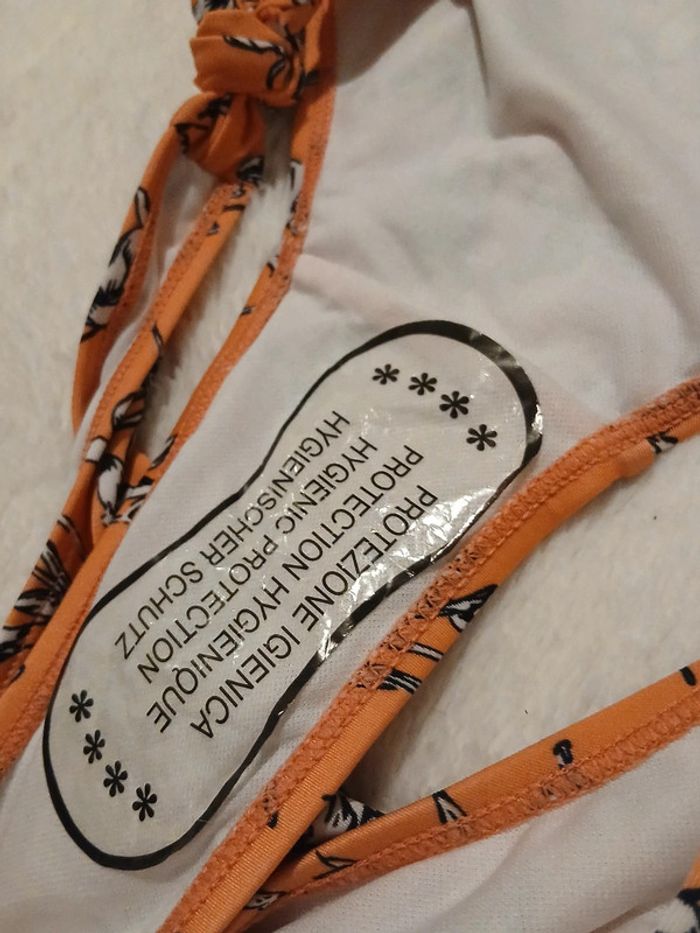 ****
PROTEZIONE IGIENICA
PROTECTION HYGIENIQUE
HYGIENIC PROTECTION
HYGIENISCHER SCHUTZ
****